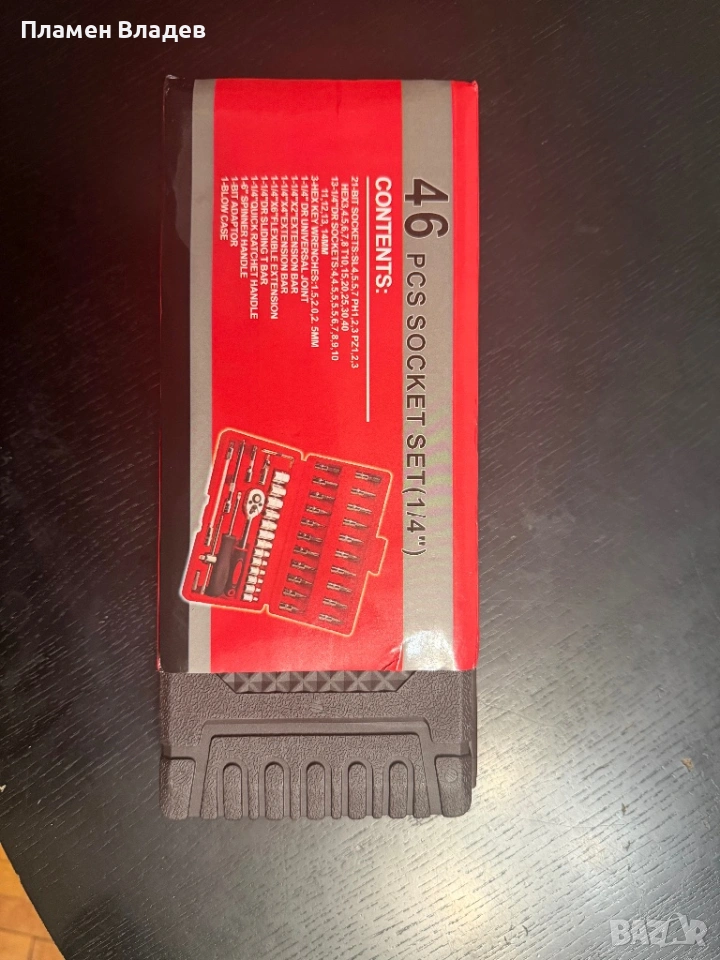 Пламен Владев
46 PCS SOCKET SET(1/4")
CONTENTS:
21-BIT SOCKETS:SL4,5.5,7 PH1,2,3 PZ1,2,3
HEX3,4,5,6,7,8 T10,15,20,25,30,40
13-1/4"DR SOCKETS:4,4.5,5,5.5,6,7,8,9,10
11,12,13, 14MM
3-HEX KEY WRENCHES:1.5,2.0,2. 5MM
1-1/4" DR UNIVERSAL JOINT
1-1/4"X2"EXTENSION BAR
1-1/4"X4"EXTENSION BAR
1-1/4"X6"FLEXIBLE EXTENSION
1-1/4"DR SLIDING T BAR
1-1/4"QUICK RATCHET HANDLE
1-6" SPINNER HANDLE
1-BIT ADAPTOR
1-BLOW CASE
BAZAR